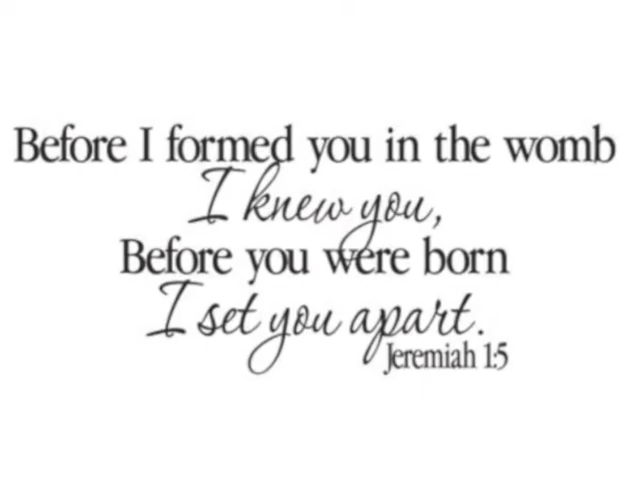 Before I formed you in the womb
I knew you,
Before you were born
I set you apart.
Jeremiah 1:5